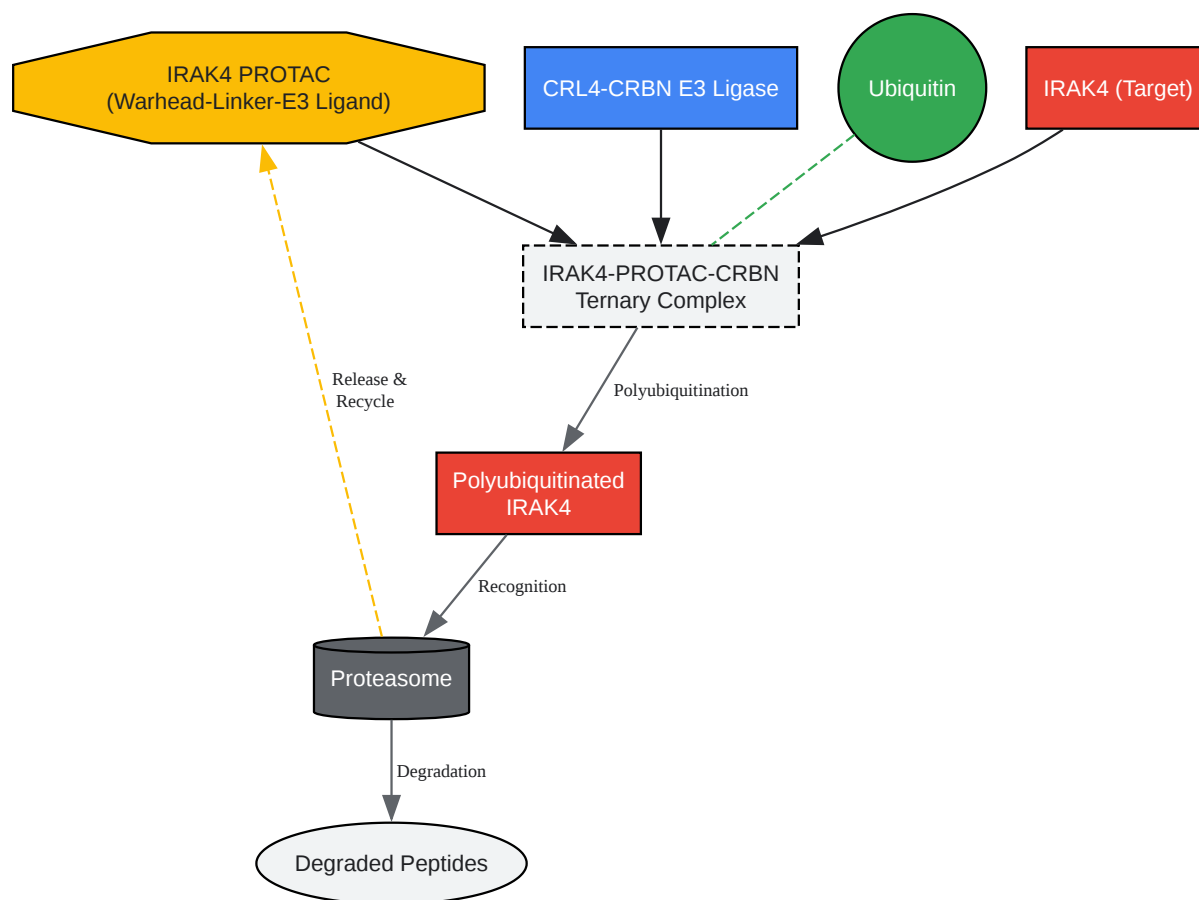 IRAK4 PROTAC
(Warhead-Linker-E3 Ligand)
CRL4-CRBN E3 Ligase
Ubiquitin
IRAK4 (Target)
IRAK4-PROTAC-CRBN
Ternary Complex
Release &
Recycle
Polyubiquitination
Polyubiquitinated
IRAK4
Recognition
Proteasome
Degradation
Degraded Peptides